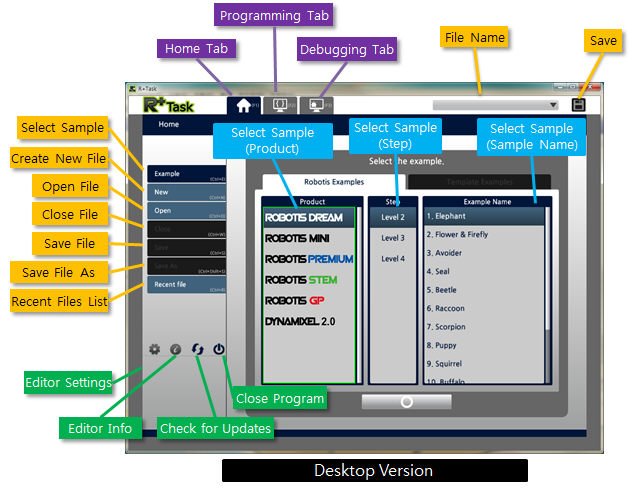 Programming Tab
Home Tab
Debugging Tab
File Name
Save
R+Task
R+Task
(F1)
(F2)
(F3)
Home
Select Sample
Create New File
Open File
Close File
Save File
Save File As
Recent Files List
Example
(Ctrl+E)
New
(Ctrl+N)
Open
(Ctrl+O)
Close
(Ctrl+W)
Save
(Ctrl+S)
Save As
(Ctrl+Shift+S)
Recent file
(Ctrl+R)
Select Sample
(Product)
Select Sample
(Step)
Select Sample
(Sample Name)
Select the example.
Robotis Examples
Template Examples
Product
ROBOTIS DREAM
ROBOTIS MINI
ROBOTIS PREMIUM
ROBOTIS STEM
ROBOTIS GP
DYNAMIXEL 2.0
Step
Level 2
Level 3
Level 4
Example Name
1. Elephant
2. Flower & Firefly
3. Avoider
4. Seal
5. Beetle
6. Raccoon
7. Scorpion
8. Puppy
9. Squirrel
10. Buffalo
Editor Settings
Editor Info
Check for Updates
Close Program
Desktop Version